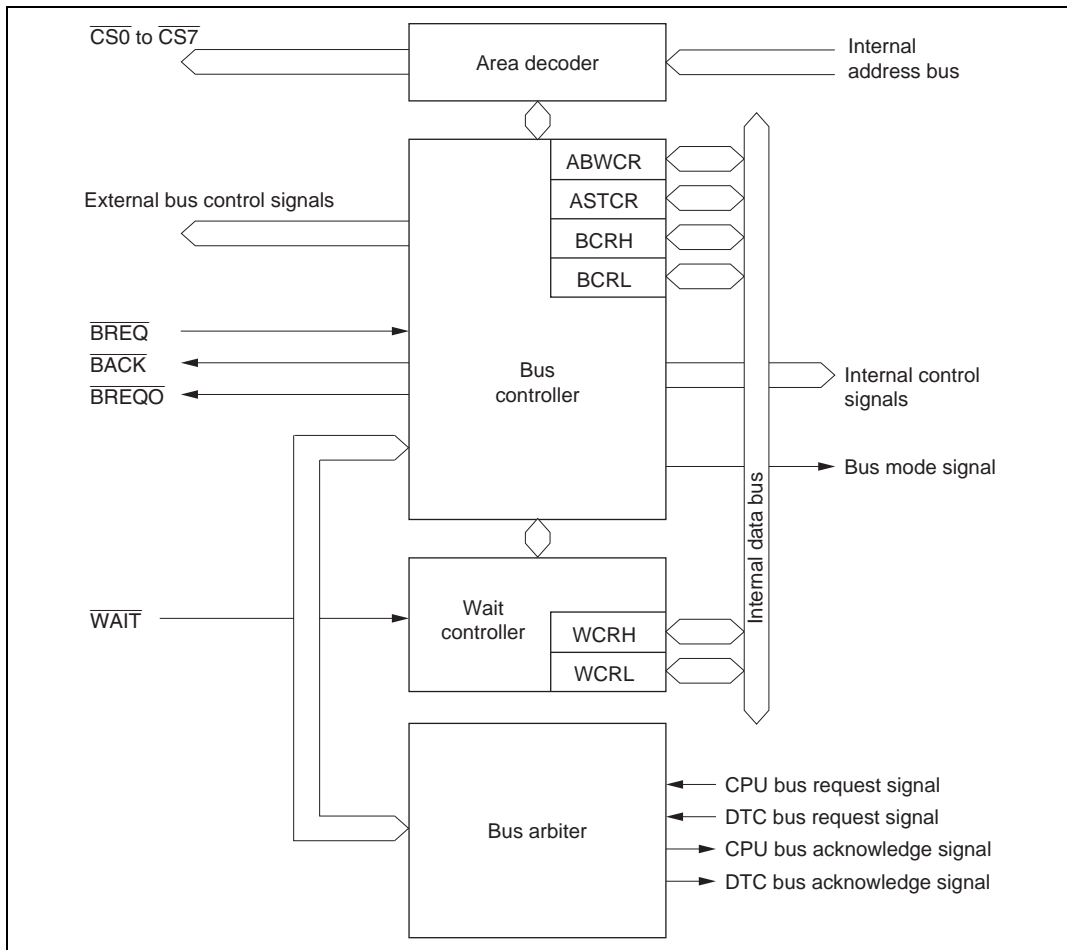 CS0 to CS7
Area decoder
Internal
address bus
ABWCR
ASTCR
BCRH
BCRL
External bus control signals
BREQ
BACK
BREQO
Bus
controller
Internal control
signals
Bus mode signal
Internal data bus
WAIT
Wait
controller
WCRH
WCRL
Bus arbiter
CPU bus request signal
DTC bus request signal
CPU bus acknowledge signal
DTC bus acknowledge signal